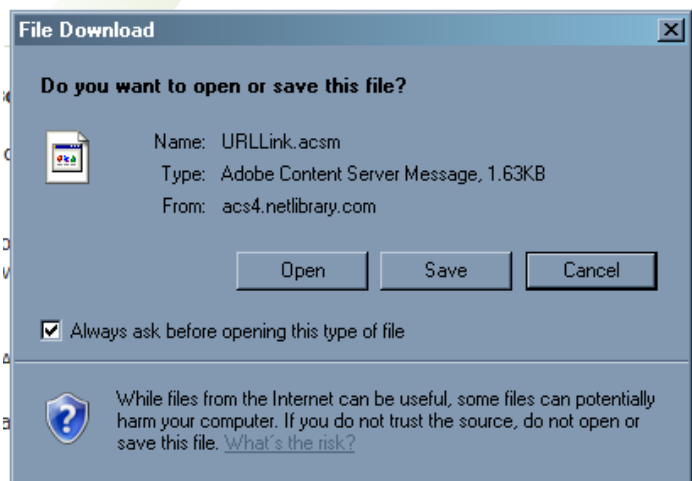 File Download
Do you want to open or save this file?
Name: URLLink.acsm
Type: Adobe Content Server Message, 1.63KB
From: acs4.netlibrary.com
Open Save Cancel
Always ask before opening this type of file
While files from the Internet can be useful, some files can potentially
harm your computer. If you do not trust the source, do not open or
save this file. What's the risk?